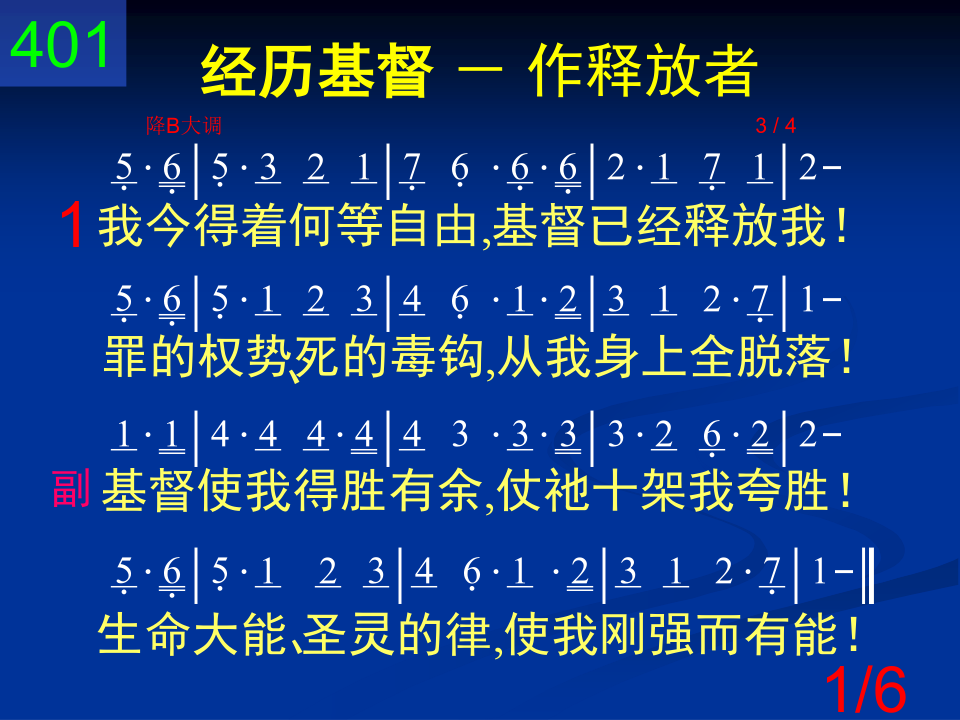 401
经历基督 － 作释放者
降B大调 3 / 4
5 · 6 | 5 · 3 2 1 | 7 6 · 6 · 6 | 2 · 1 7 1 | 2 −
1 我今得着何等自由,基督已经释放我！
5 · 6 | 5 · 1 2 3 | 4 6 · 1 · 2 | 3 1 2 · 7 | 1 −
罪的权势、死的毒钩,从我身上全脱落！
1 · 1 | 4 · 4 4 · 4 | 4 3 · 3 · 3 | 3 · 2 6 · 2 | 2 −
副 基督使我得胜有余,仗祂十架我夸胜！
5 · 6 | 5 · 1 2 3 | 4 6 · 1 · 2 | 3 1 2 · 7 | 1 − ‖
生命大能、圣灵的律,使我刚强而有能！
1/6